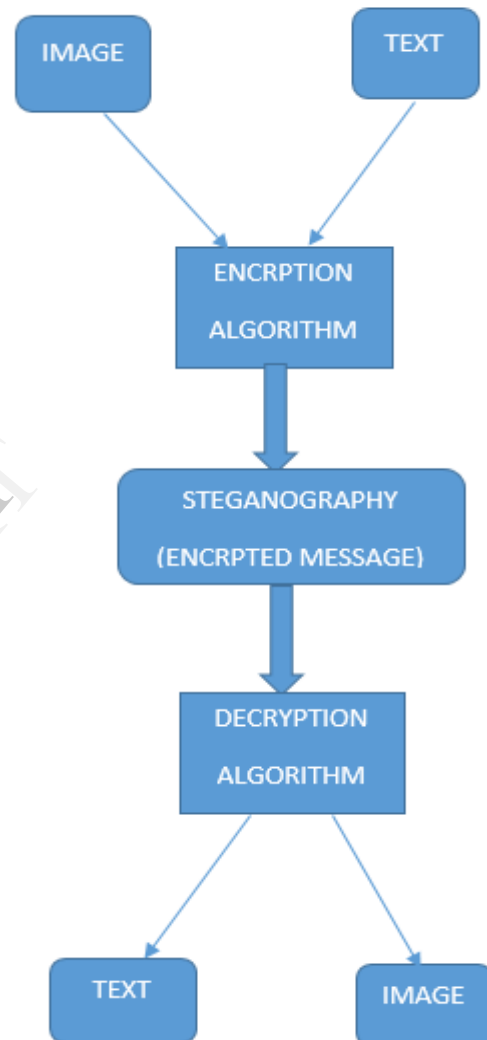 IMAGE
TEXT
ENCRPTION
ALGORITHM
STEGANOGRAPHY
(ENCRPTED MESSAGE)
DECRYPTION
ALGORITHM
TEXT
IMAGE